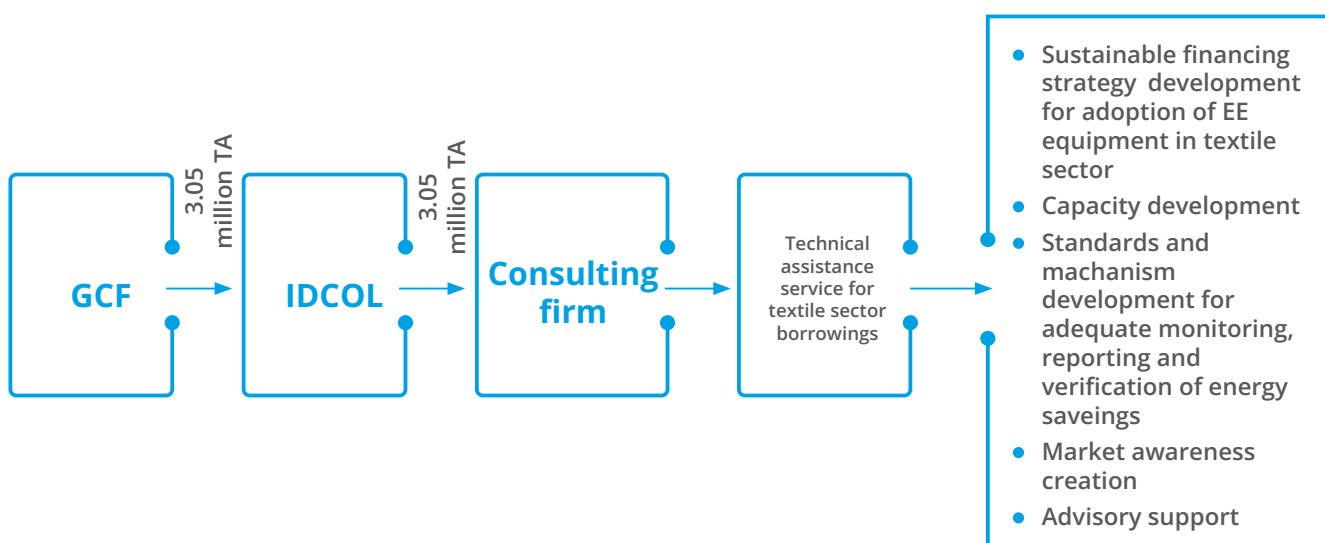 GCF
3.05
million TA
IDCOL
3.05
million TA
Consulting
firm
Technical
assistance
service for
textile sector
borrowings
• Sustainable financing
strategy development
for adoption of EE
equipment in textile
sector
• Capacity development
• Standards and
machanism
development for
adequate monitoring,
reporting and
verification of energy
saveings
• Market awareness
creation
• Advisory support